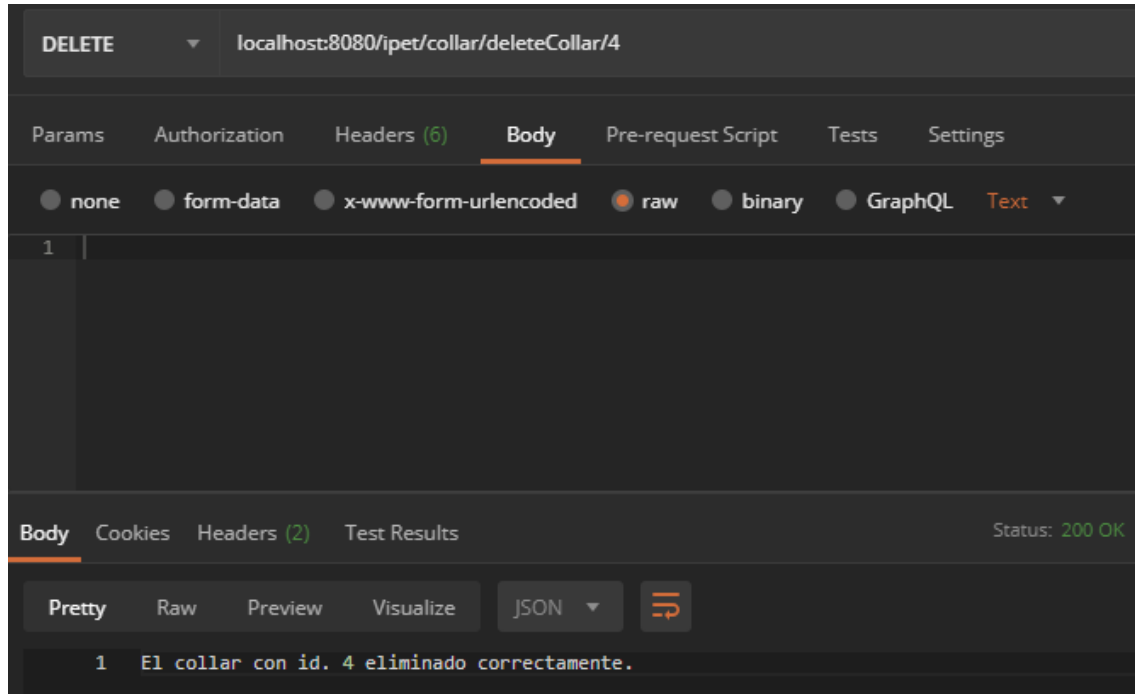 DELETE localhost:8080/ipet/collar/deleteCollar/4
Params Authorization Headers (6) Body Pre-request Script Tests Settings
none form-data x-www-form-urlencoded raw binary GraphQL Text
1
Body Cookies Headers (2) Test Results Status: 200 OK
Pretty Raw Preview Visualize JSON
1 El collar con id. 4 eliminado correctamente.